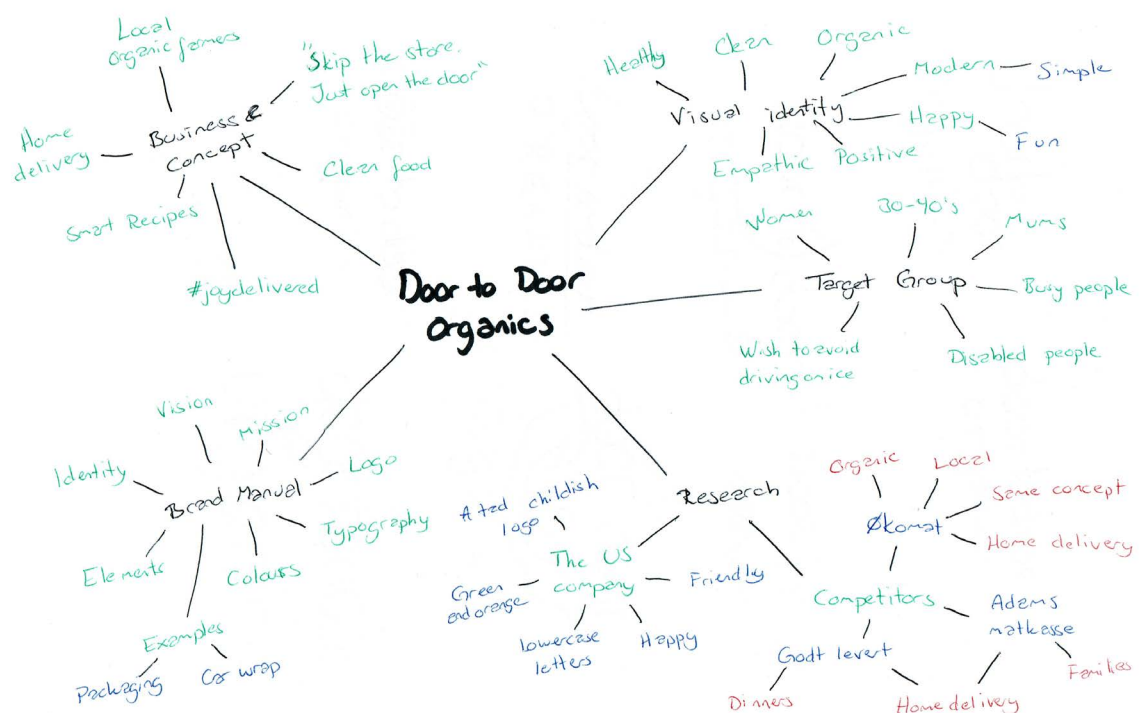 Local
organic farmers
"Skip the store.
Just open the door"
Business &
Concept
Home
delivery
Clean food
Smart Recipes
#joydelivered
Healthy
Clean
Organic
Modern
Simple
Visual identity
Happy
Fun
Empathic
Positive
Door to Door
Organics
Women
30-40's
Mums
Target Group
Busy people
Wish to avoid
driving on ice
Disabled people
Vision
Mission
Identity
Logo
Brand Manual
Typography
Elements
Colours
Examples
Packaging
Car wrap
Research
A tad childish
logo
The US
company
Green
and orange
Friendly
lowercase
letters
Happy
Organic
Local
Same concept
Økomat
Home delivery
Competitors
Adams
matkasse
Godt levert
Families
Dinners
Home delivery